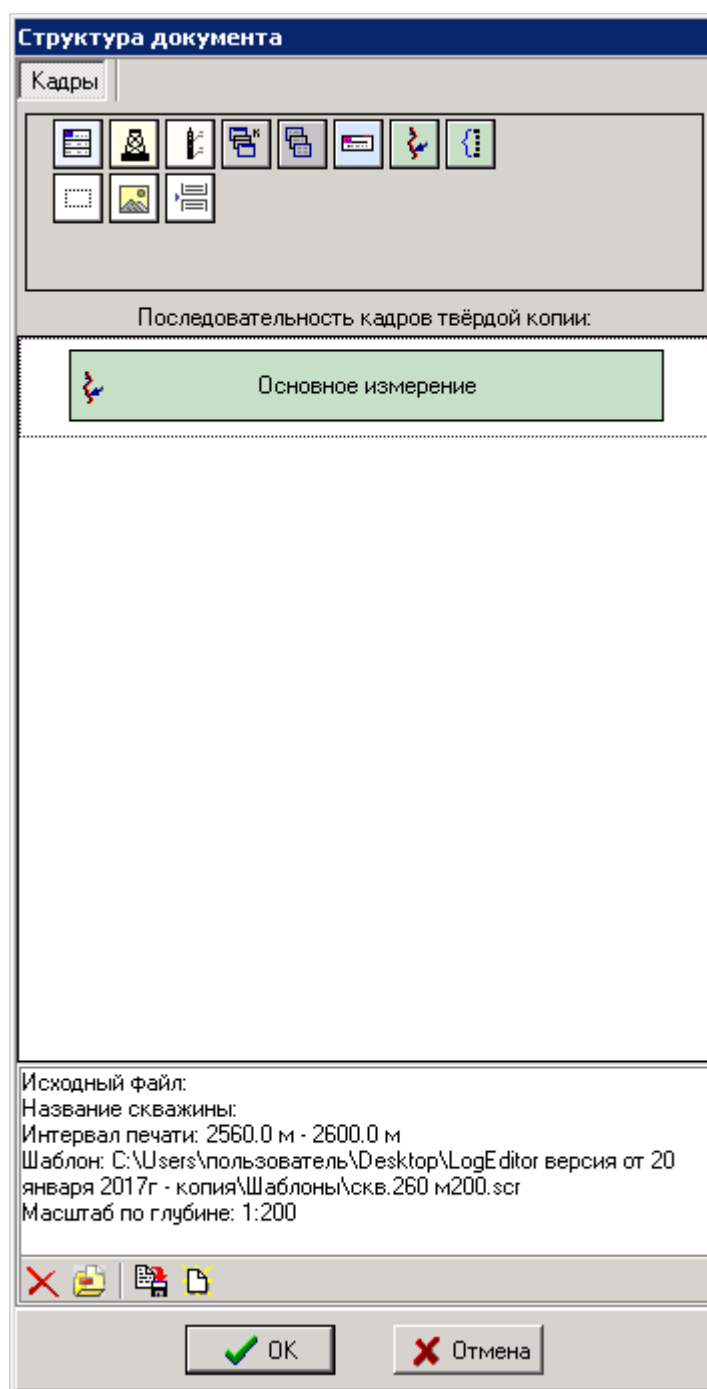 Структура документа
Кадры
Последовательность кадров твёрдой копии:
Основное измерение
Исходный файл:
Название скважины:
Интервал печати: 2560.0 м - 2600.0 м
Шаблон: C:\Users\пользователь\Desktop\LogEditor версия от 20
января 2017г - копия\Шаблоны\скв.260 м200.scr
Масштаб по глубине: 1:200
OK
Отмена